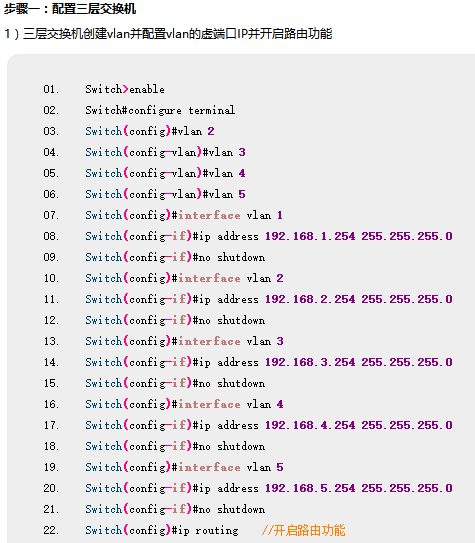 步骤一：配置三层交换机
1）三层交换机创建vlan并配置vlan的虚端口IP并开启路由功能
01. Switch>enable
02. Switch#configure terminal
03. Switch(config)#vlan 2
04. Switch(config-vlan)#vlan 3
05. Switch(config-vlan)#vlan 4
06. Switch(config-vlan)#vlan 5
07. Switch(config)#interface vlan 1
08. Switch(config-if)#ip address 192.168.1.254 255.255.255.0
09. Switch(config-if)#no shutdown
10. Switch(config)#interface vlan 2
11. Switch(config-if)#ip address 192.168.2.254 255.255.255.0
12. Switch(config-if)#no shutdown
13. Switch(config)#interface vlan 3
14. Switch(config-if)#ip address 192.168.3.254 255.255.255.0
15. Switch(config-if)#no shutdown
16. Switch(config)#interface vlan 4
17. Switch(config-if)#ip address 192.168.4.254 255.255.255.0
18. Switch(config-if)#no shutdown
19. Switch(config)#interface vlan 5
20. Switch(config-if)#ip address 192.168.5.254 255.255.255.0
21. Switch(config-if)#no shutdown
22. Switch(config)#ip routing //开启路由功能